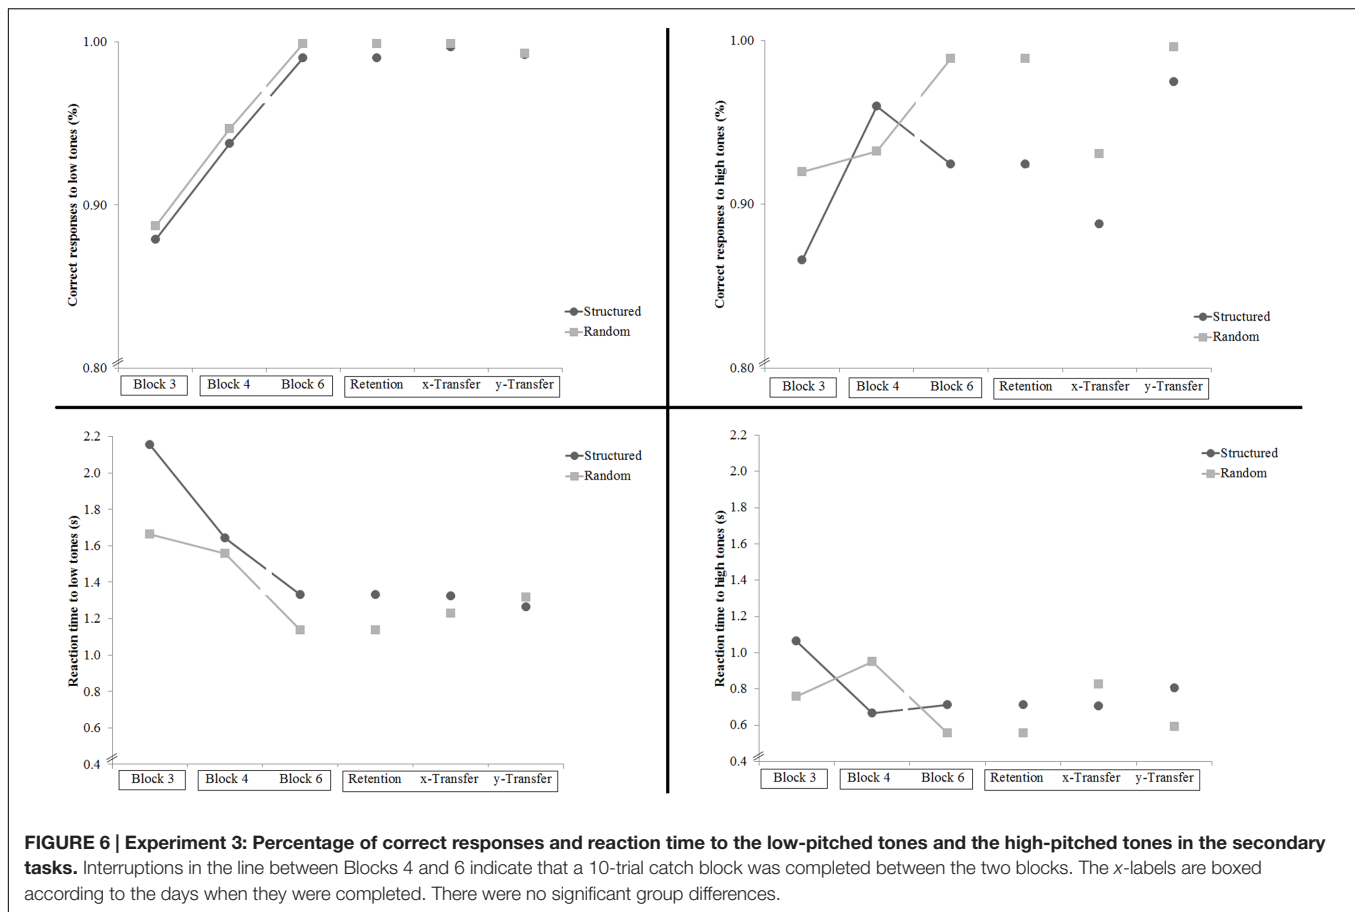 1.00
0.90
0.80
Correct responses to low tones (%)
Structured
Random
Block 3 Block 4 Block 6 Retention x-Transfer y-Transfer
1.00
0.90
0.80
Correct responses to high tones (%)
Structured
Random
Block 3 Block 4 Block 6 Retention x-Transfer y-Transfer
2.2
2.0
1.8
1.6
1.4
1.2
1.0
0.8
0.6
0.4
Reaction time to low tones (s)
Structured
Random
Block 3 Block 4 Block 6 Retention x-Transfer y-Transfer
2.2
2.0
1.8
1.6
1.4
1.2
1.0
0.8
0.6
0.4
Reaction time to high tones (s)
Structured
Random
Block 3 Block 4 Block 6 Retention x-Transfer y-Transfer
FIGURE 6 | Experiment 3: Percentage of correct responses and reaction time to the low-pitched tones and the high-pitched tones in the secondary
tasks. Interruptions in the line between Blocks 4 and 6 indicate that a 10-trial catch block was completed between the two blocks. The x-labels are boxed
according to the days when they were completed. There were no significant group differences.